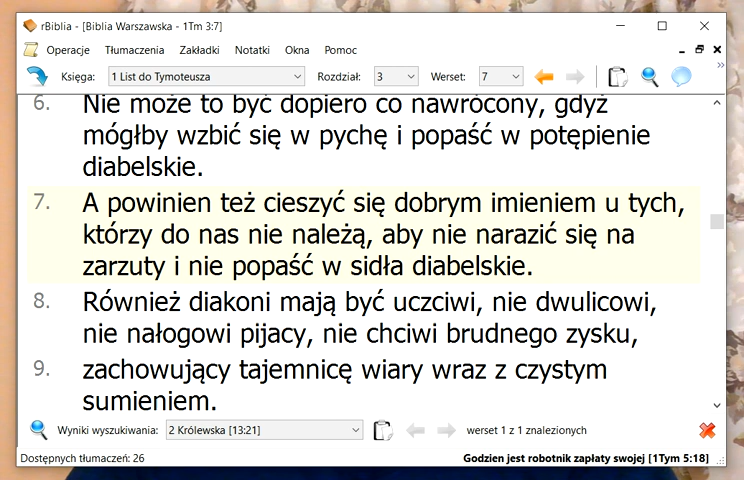 rBiblia - [Biblia Warszawska - 1Tm 3:7]
Operacje Tłumaczenia Zakładki Notatki Okna Pomoc
Księga: 1 List do Tymoteusza Rozdział: 3 Werset: 7
6. Nie może to być dopiero co nawrócony, gdyż
mógłby wzbić się w pychę i popaść w potępienie
diabelskie.
7. A powinien też cieszyć się dobrym imieniem u tych,
którzy do nas nie należą, aby nie narazić się na
zarzuty i nie popaść w sidła diabelskie.
8. Również diakoni mają być uczciwi, nie dwulicowi,
nie nałogowi pijacy, nie chciwi brudnego zysku,
9. zachowujący tajemnicę wiary wraz z czystym
sumieniem.
Wyniki wyszukiwania: 2 Królewska [13:21] werset 1 z 1 znalezionych
Dostępnych tłumaczeń: 26 Godzien jest robotnik zapłaty swojej [1Tym 5:18]